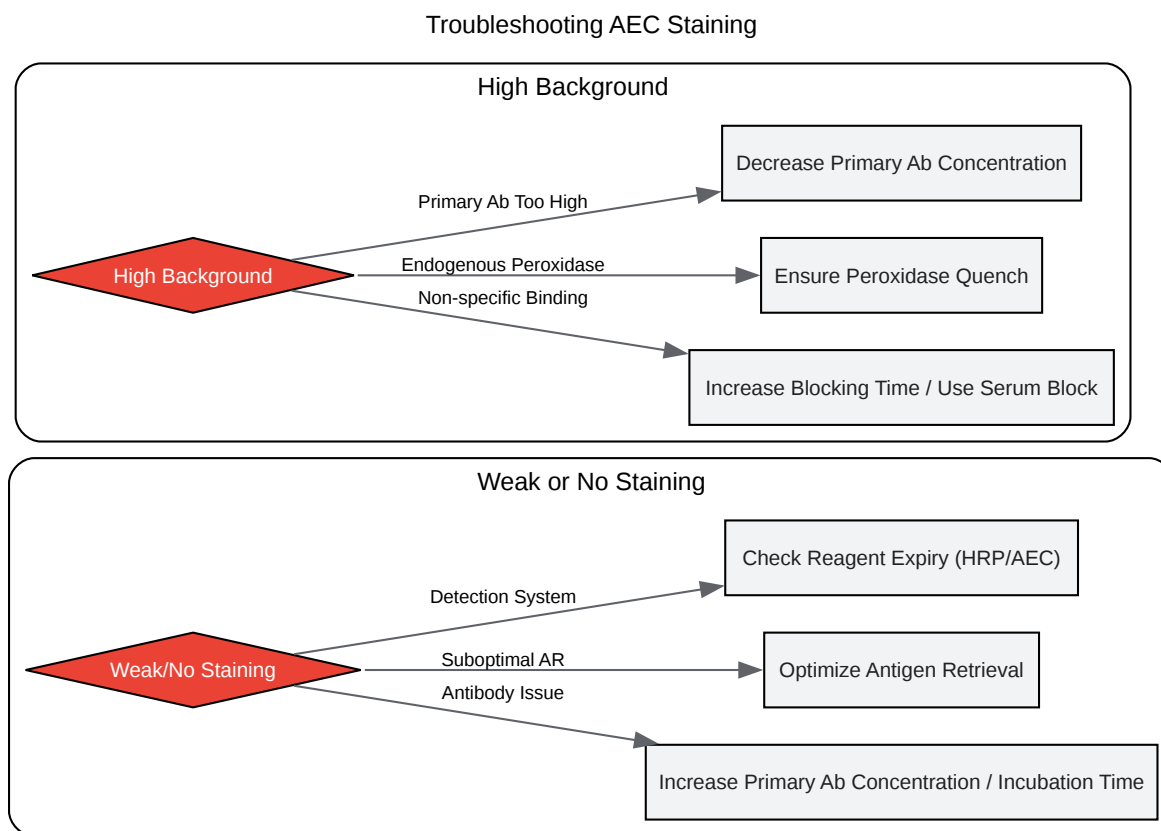 Troubleshooting AEC Staining
High Background
Decrease Primary Ab Concentration
Primary Ab Too High
High Background
Endogenous Peroxidase
Ensure Peroxidase Quench
Non-specific Binding
Increase Blocking Time / Use Serum Block
Weak or No Staining
Check Reagent Expiry (HRP/AEC)
Detection System
Weak/No Staining
Suboptimal AR
Optimize Antigen Retrieval
Antibody Issue
Increase Primary Ab Concentration / Incubation Time